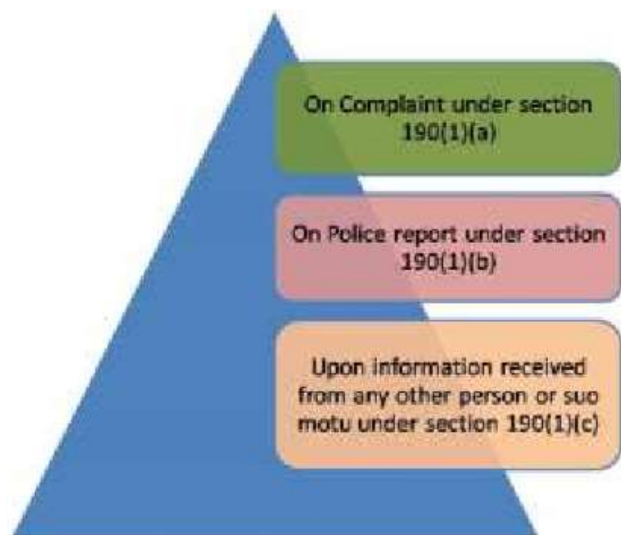 On Complaint under section
190(1)(a)
On Police report under section
190(1)(b)
Upon information received
from any other person or suo
motu under section 190(1)(c)